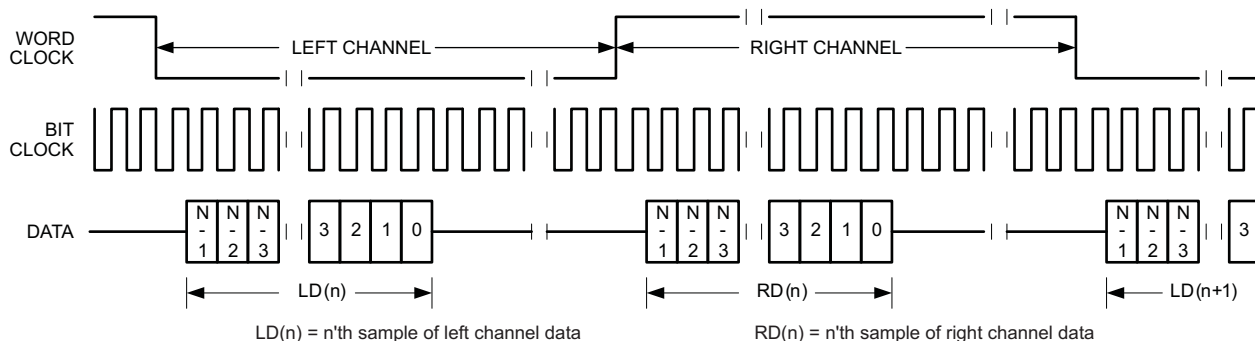 WORD
CLOCK
LEFT CHANNEL
RIGHT CHANNEL
BIT
CLOCK
DATA
N
-
1
N
-
2
N
-
3
3
2
1
0
N
-
1
N
-
2
N
-
3
3
2
1
0
N
-
1
N
-
2
N
-
3
3
LD(n)
RD(n)
LD(n+1)
LD(n) = n'th sample of left channel data
RD(n) = n'th sample of right channel data